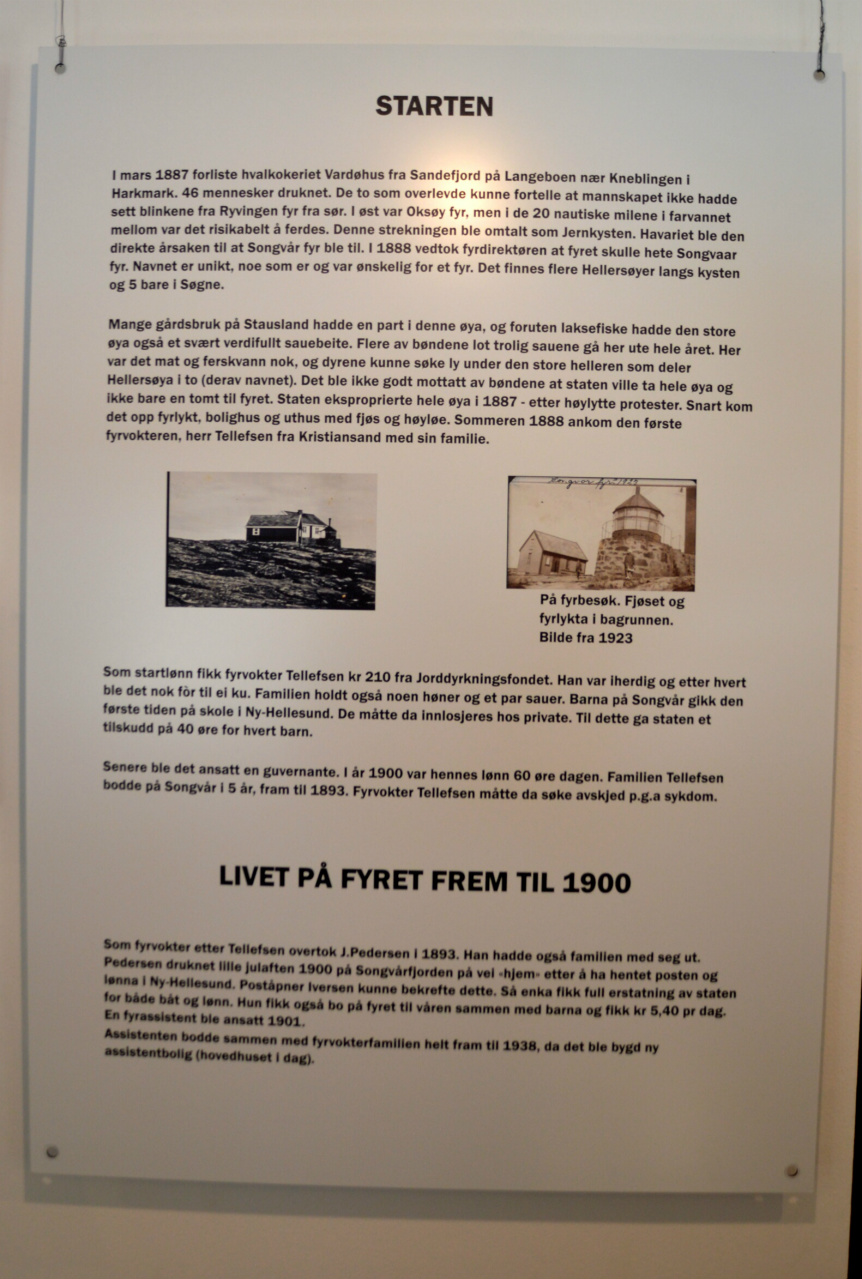 STARTEN
I mars 1887 forliste hvalkokeriet Vardøhus fra Sandefjord på Langeboen nær Kneblingen i
Harkmark. 46 mennesker druknet. De to som overlevde kunne fortelle at mannskapet ikke hadde
sett blinkene fra Ryvingen fyr fra sør. I øst var Oksøy fyr, men i de 20 nautiske milene i farvannet
mellom var det risikabelt å ferdes. Denne strekningen ble omtalt som Jernkysten. Havariet ble den
direkte årsaken til at Songvår fyr ble til. I 1888 vedtok fyrdirektøren at fyret skulle hete Songvaar
fyr. Navnet er unikt, noe som er og var ønskelig for et fyr. Det finnes flere Hellersøyer langs kysten
og 5 bare i Søgne.
Mange gårdsbruk på Stausland hadde en part i denne øya, og foruten laksefiske hadde den store
øya også et svært verdifullt sauebeite. Flere av bøndene lot trolig sauene gå her ute hele året. Her
var det mat og ferskvann nok, og dyrene kunne søke ly under den store helleren som deler
Hellersøya i to (derav navnet). Det ble ikke godt mottatt av bøndene at staten ville ta hele øya og
ikke bare en tomt til fyret. Staten eksproprierte hele øya i 1887 - etter høylytte protester. Snart kom
det opp fyrlykt, bolighus og uthus med fjøs og høyløe. Sommeren 1888 ankom den første
fyrvokteren, herr Tellefsen fra Kristiansand med sin familie.
Songvår fyr 1923
På fyrbesøk. Fjøset og
fyrlykta i bagrunnen.
Bilde fra 1923
Som startlønn fikk fyrvokter Tellefsen kr 210 fra Jorddyrkningsfondet. Han var iherdig og etter hvert
ble det nok fòr til ei ku. Familien holdt også noen høner og et par sauer. Barna på Songvår gikk den
første tiden på skole i Ny-Hellesund. De måtte da innlosjeres hos private. Til dette ga staten et
tilskudd på 40 øre for hvert barn.
Senere ble det ansatt en guvernante. I år 1900 var hennes lønn 60 øre dagen. Familien Tellefsen
bodde på Songvår i 5 år, fram til 1893. Fyrvokter Tellefsen måtte da søke avskjed p.g.a sykdom.
LIVET PÅ FYRET FREM TIL 1900
Som fyrvokter etter Tellefsen overtok J.Pedersen i 1893. Han hadde også familien med seg ut.
Pedersen druknet lille julaften 1900 på Songvårfjorden på vei «hjem» etter å ha hentet posten og
lønna i Ny-Hellesund. Poståpner Iversen kunne bekrefte dette. Så enka fikk full erstatning av staten
for både båt og lønn. Hun fikk også bo på fyret til våren sammen med barna og fikk kr 5,40 pr dag.
En fyrassistent ble ansatt 1901.
Assistenten bodde sammen med fyrvokterfamilien helt fram til 1938, da det ble bygd ny
assistentbolig (hovedhuset i dag).